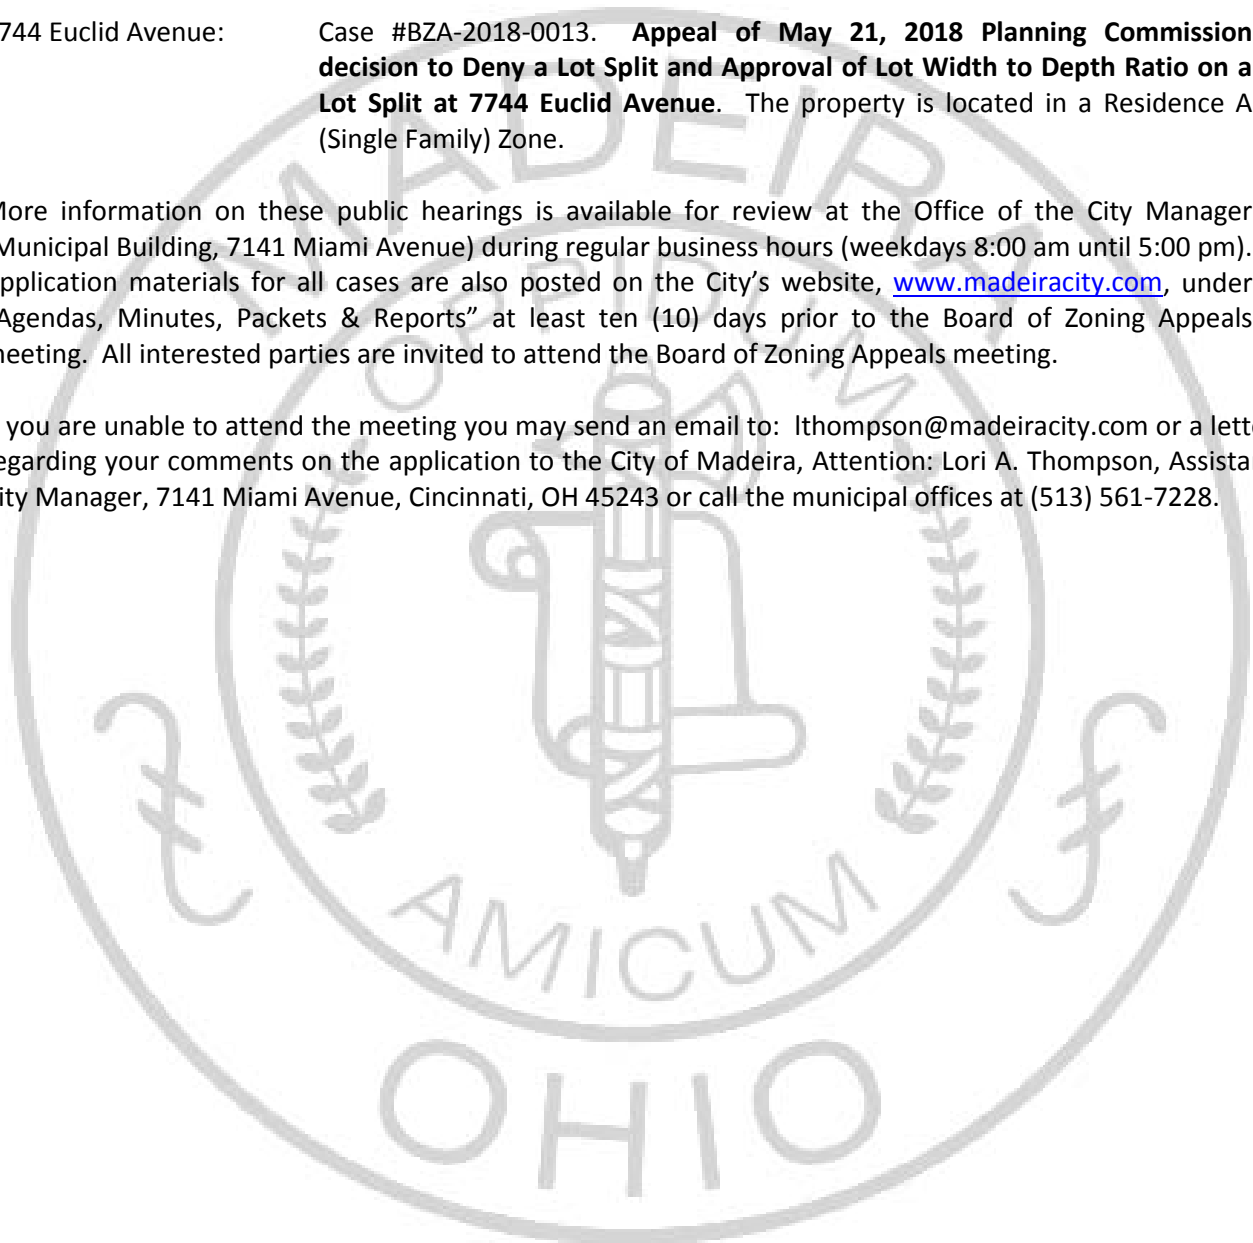 744 Euclid Avenue: Case #BZA-2018-0013. Appeal of May 21, 2018 Planning Commission
decision to Deny a Lot Split and Approval of Lot Width to Depth Ratio on a
Lot Split at 7744 Euclid Avenue. The property is located in a Residence A
(Single Family) Zone.
More information on these public hearings is available for review at the Office of the City Manager
Municipal Building, 7141 Miami Avenue) during regular business hours (weekdays 8:00 am until 5:00 pm).
pplication materials for all cases are also posted on the City’s website, www.madeiracity.com, under
Agendas, Minutes, Packets & Reports” at least ten (10) days prior to the Board of Zoning Appeals
meeting. All interested parties are invited to attend the Board of Zoning Appeals meeting.
you are unable to attend the meeting you may send an email to: lthompson@madeiracity.com or a lette
egarding your comments on the application to the City of Madeira, Attention: Lori A. Thompson, Assista
ity Manager, 7141 Miami Avenue, Cincinnati, OH 45243 or call the municipal offices at (513) 561-7228.
MADEIRA
OPPIDUM
AMICUM
OHIO